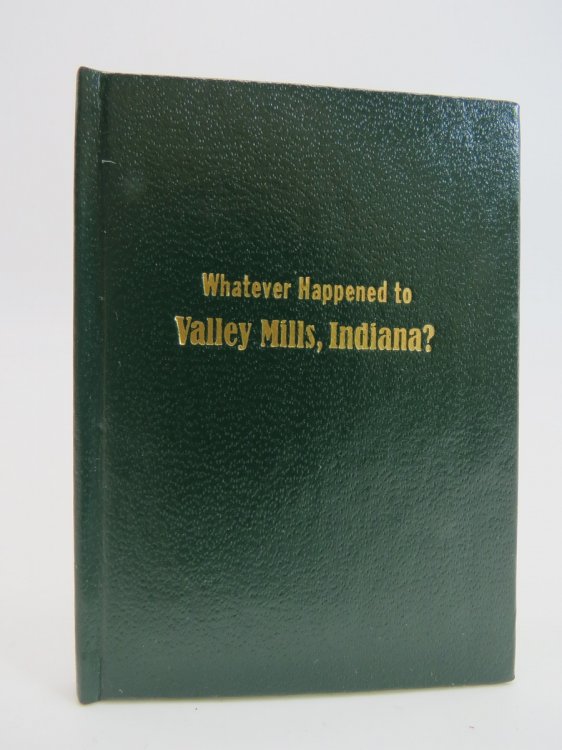 Whatever Happened to
Valley Mills, Indiana?